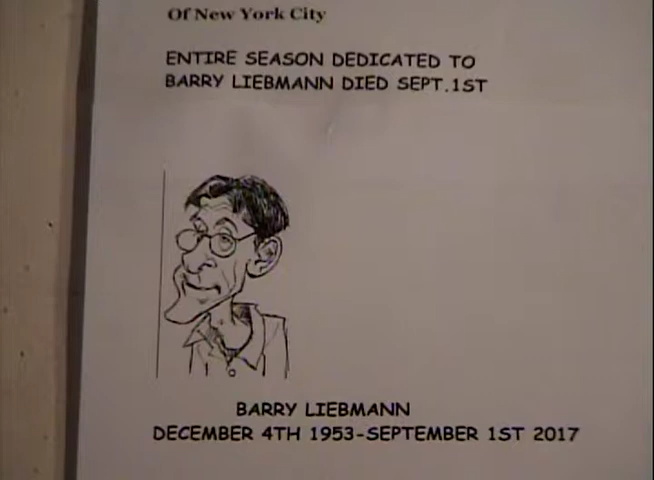 Of New York City
ENTIRE SEASON DEDICATED TO
BARRY LIEBMANN DIED SEPT.1ST
BARRY LIEBMANN
DECEMBER 4TH 1953-SEPTEMBER 1ST 2017